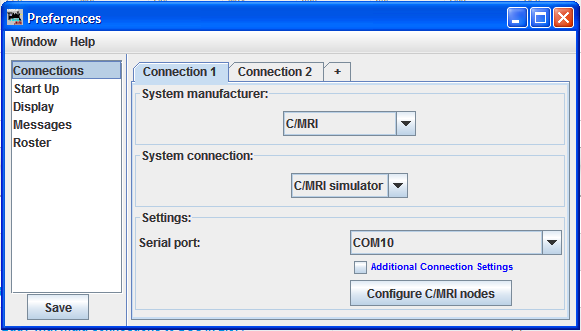 Preferences
Window Help
Connections
Start Up
Display
Messages
Roster
Save
Connection 1 Connection 2 +
System manufacturer:
C/MRI
System connection:
C/MRI simulator
Settings:
Serial port: COM10
Additional Connection Settings
Configure C/MRI nodes